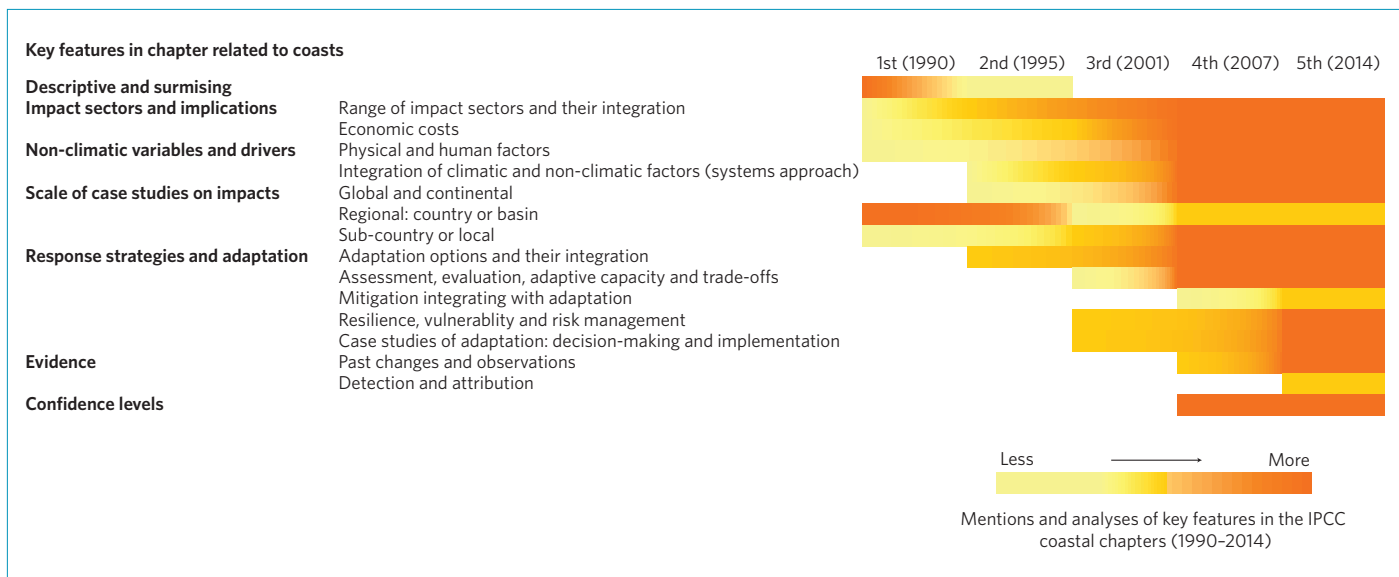 Key features in chapter related to coasts
1st (1990) 2nd (1995) 3rd (2001) 4th (2007) 5th (2014)
Descriptive and surmising
Impact sectors and implications Range of impact sectors and their integration
Economic costs
Non-climatic variables and drivers Physical and human factors
Integration of climatic and non-climatic factors (systems approach)
Scale of case studies on impacts Global and continental
Regional: country or basin
Sub-country or local
Response strategies and adaptation Adaptation options and their integration
Assessment, evaluation, adaptive capacity and trade-offs
Mitigation integrating with adaptation
Resilience, vulnerablity and risk management
Case studies of adaptation: decision-making and implementation
Evidence Past changes and observations
Detection and attribution
Confidence levels
Less More
Mentions and analyses of key features in the IPCC
coastal chapters (1990–2014)